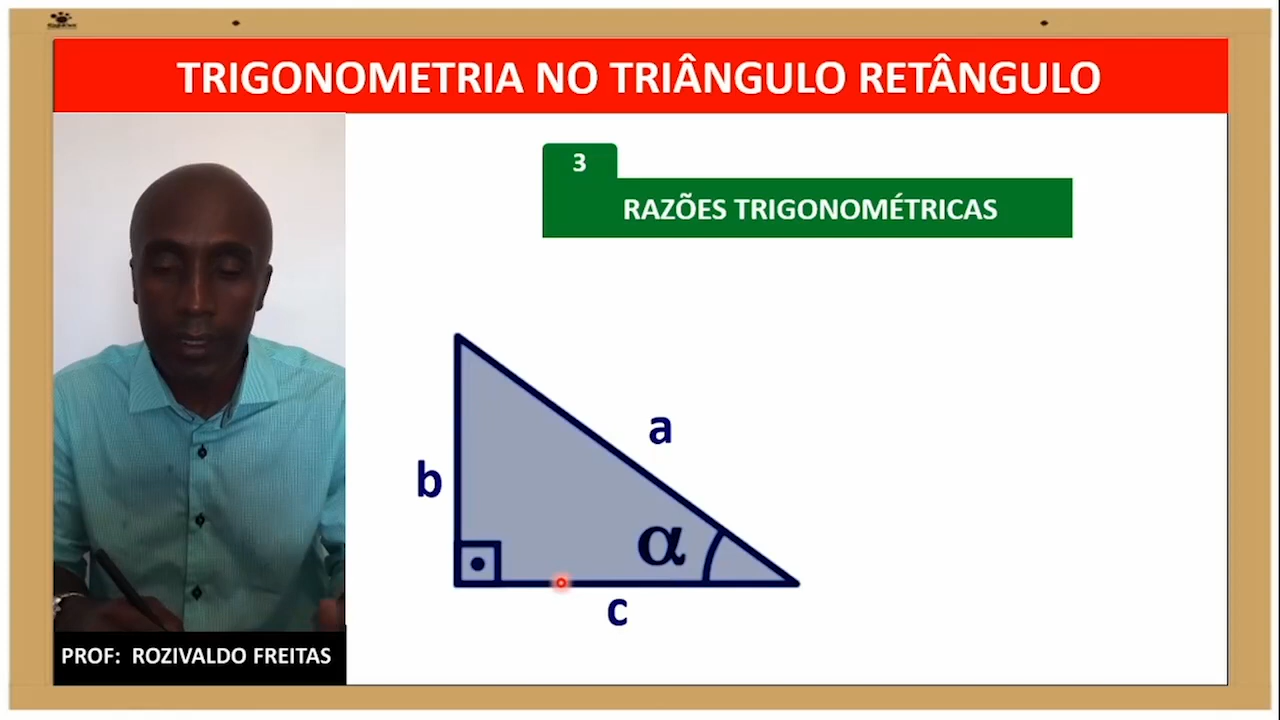 TRIGONOMETRIA NO TRIÂNGULO RETÂNGULO
3
RAZÕES TRIGONOMÉTRICAS
a
b
α
c
PROF: ROZIVALDO FREITAS